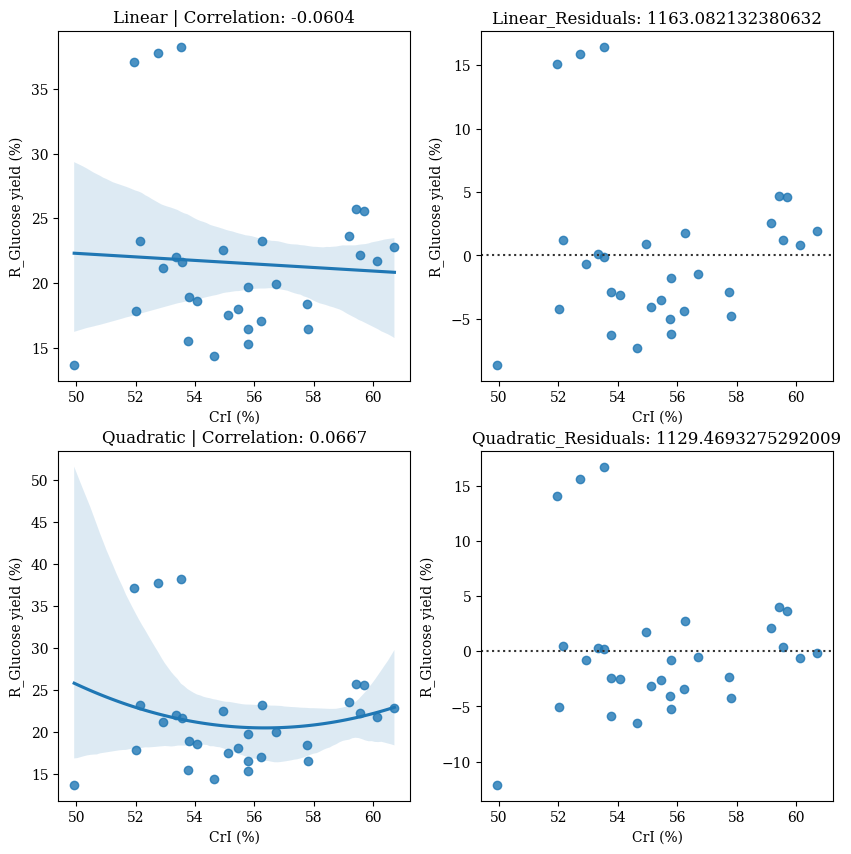 Linear | Correlation: -0.0604
R_Glucose yield (%)
35
30
25
20
15
50 52 54 56 58 60
CrI (%)
Linear_Residuals: 1163.082132380632
R_Glucose yield (%)
15
10
5
0
−5
50 52 54 56 58 60
CrI (%)
Quadratic | Correlation: 0.0667
R_Glucose yield (%)
50
45
40
35
30
25
20
15
50 52 54 56 58 60
CrI (%)
Quadratic_Residuals: 1129.4693275292009
R_Glucose yield (%)
15
10
5
0
−5
−10
50 52 54 56 58 60
CrI (%)